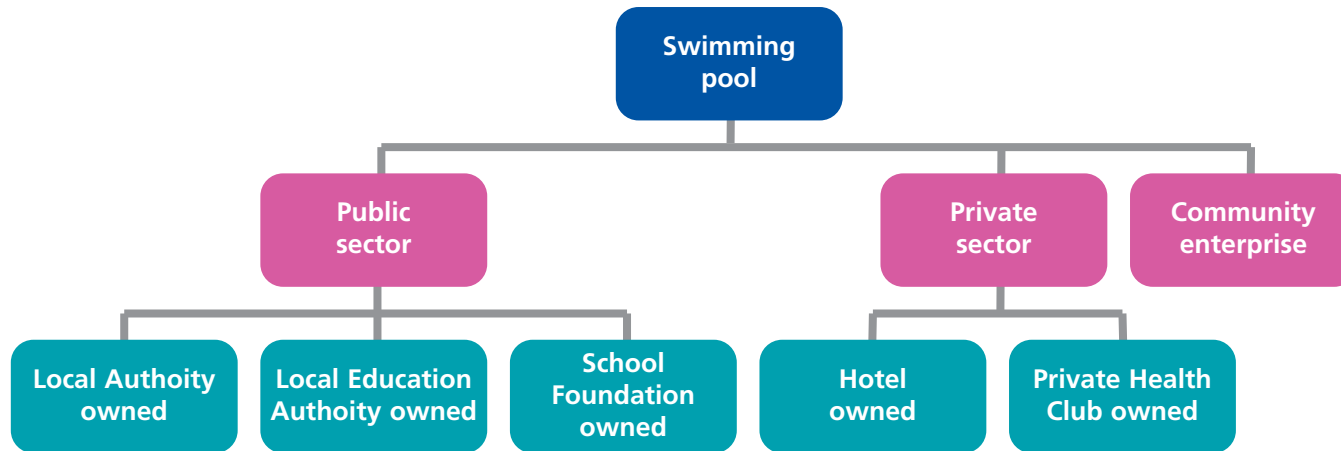 Swimming
pool
Public
sector
Private
sector
Community
enterprise
Local Authoity
owned
Local Education
Authoity owned
School
Foundation
owned
Hotel
owned
Private Health
Club owned